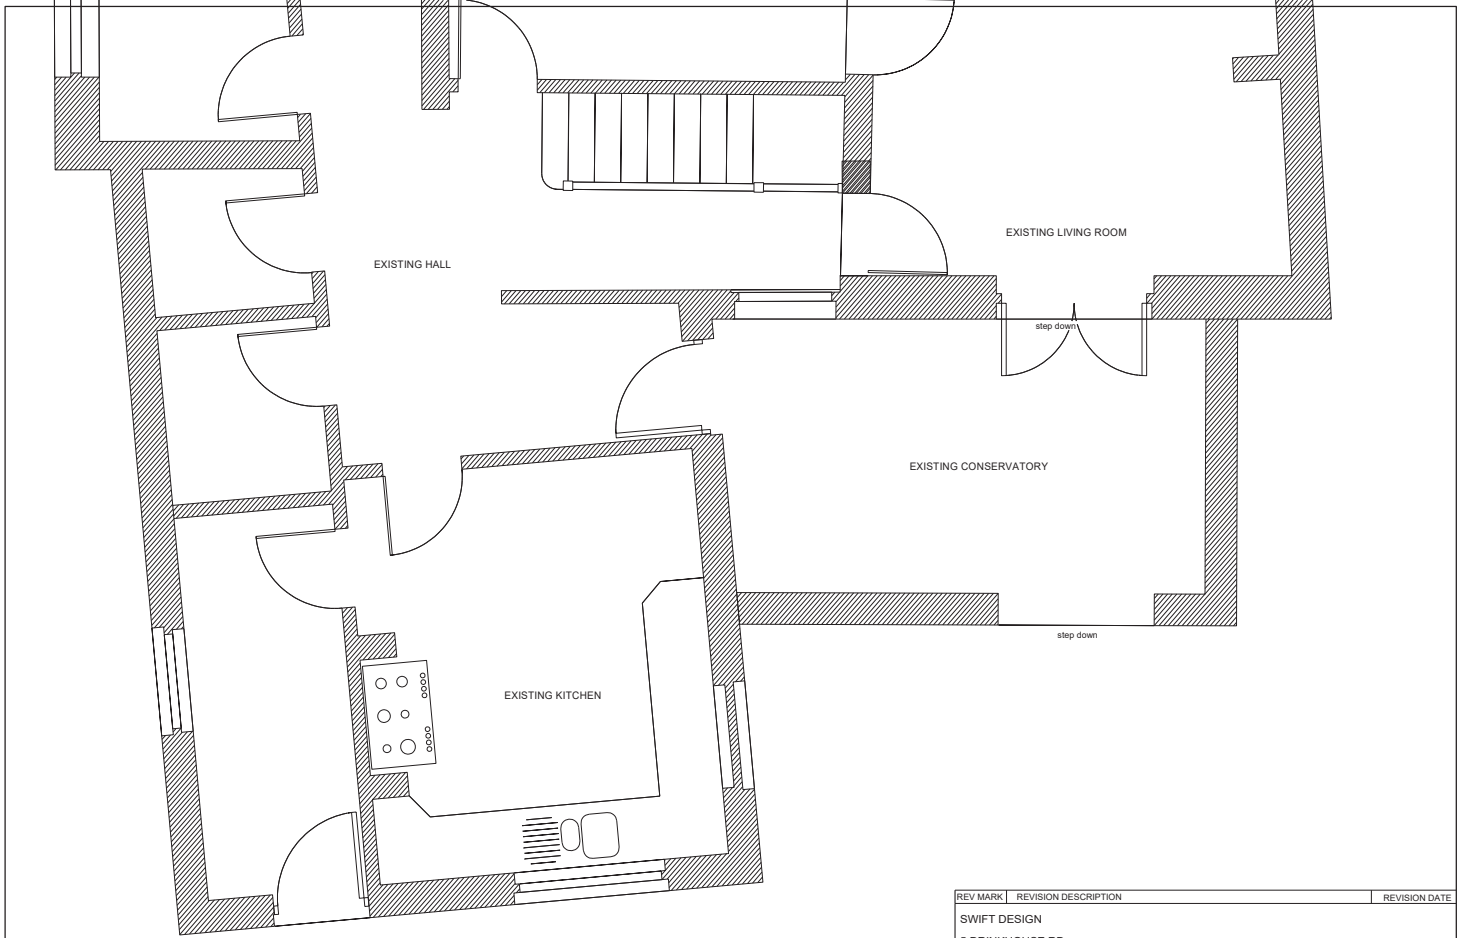 EXISTING LIVING ROOM
EXISTING HALL
step down
EXISTING CONSERVATORY
step down
EXISTING KITCHEN
REV MARK REVISION DESCRIPTION REVISION DATE
SWIFT DESIGN